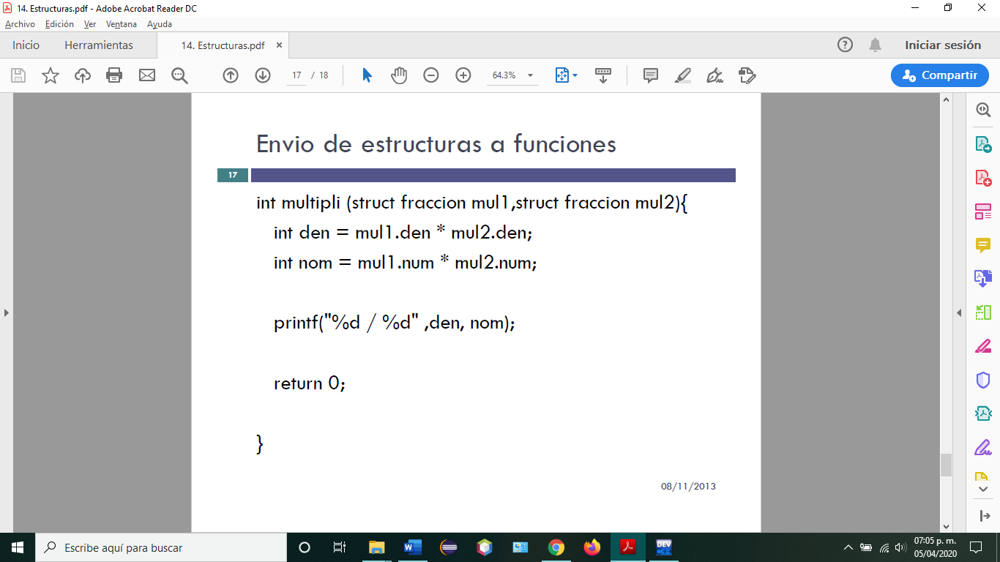 14. Estructuras.pdf - Adobe Acrobat Reader DC
Archivo Edición Ver Ventana Ayuda
Inicio Herramientas 14. Estructuras.pdf × Iniciar sesión
17 / 18 64.3% Compartir
Envio de estructuras a funciones
17
int multipli (struct fraccion mul1,struct fraccion mul2){
int den = mul1.den * mul2.den;
int nom = mul1.num * mul2.num;
printf("%d / %d" ,den, nom);
return 0;
}
08/11/2013
Escribe aquí para buscar
DEV C++
07:05 p. m.
05/04/2020